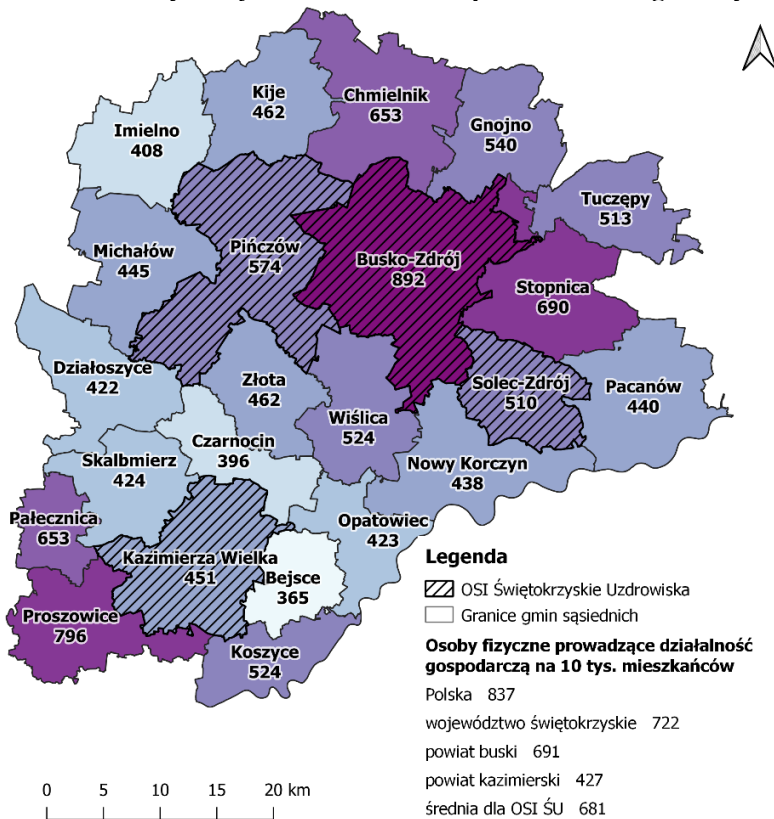 Kije
462
Chmielnik
653
Gnojno
540
Imielno
408
Tuczępy
513
Michałów
445
Pińczów
574
Busko-Zdrój
892
Stopnica
690
Działoszyce
422
Złota
462
Wiślica
524
Solec-Zdrój
510
Pacanów
440
Czarnocin
396
Skalbmierz
424
Nowy Korczyn
438
Pałecznica
653
Opatowiec
423
Kazimierza Wielka
451
Bejsce
365
Proszowice
796
Koszyce
524
Legenda
OSI Świętokrzyskie Uzdrowiska
Granice gmin sąsiednich
Osoby fizyczne prowadzące działalność
gospodarczą na 10 tys. mieszkańców
Polska 837
województwo świętokrzyskie 722
powiat buski 691
powiat kazimierski 427
średnia dla OSI ŚU 681
0 5 10 15 20 km